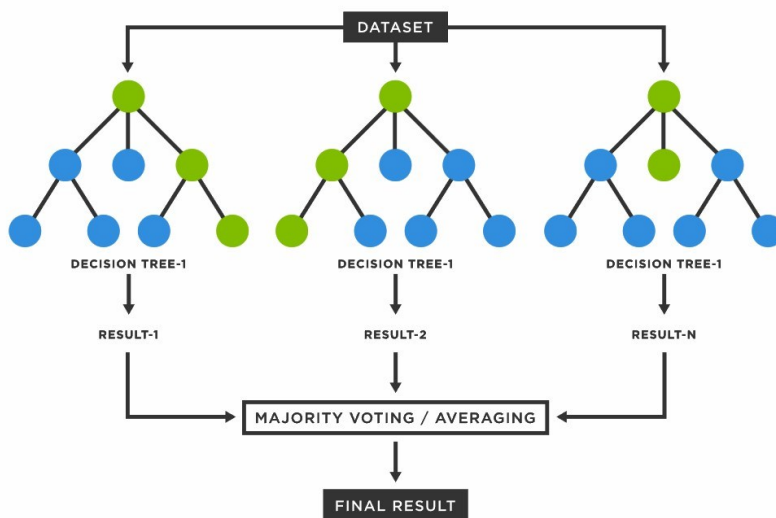 DATASET
DECISION TREE-1
DECISION TREE-1
DECISION TREE-1
RESULT-1
RESULT-2
RESULT-N
MAJORITY VOTING / AVERAGING
FINAL RESULT